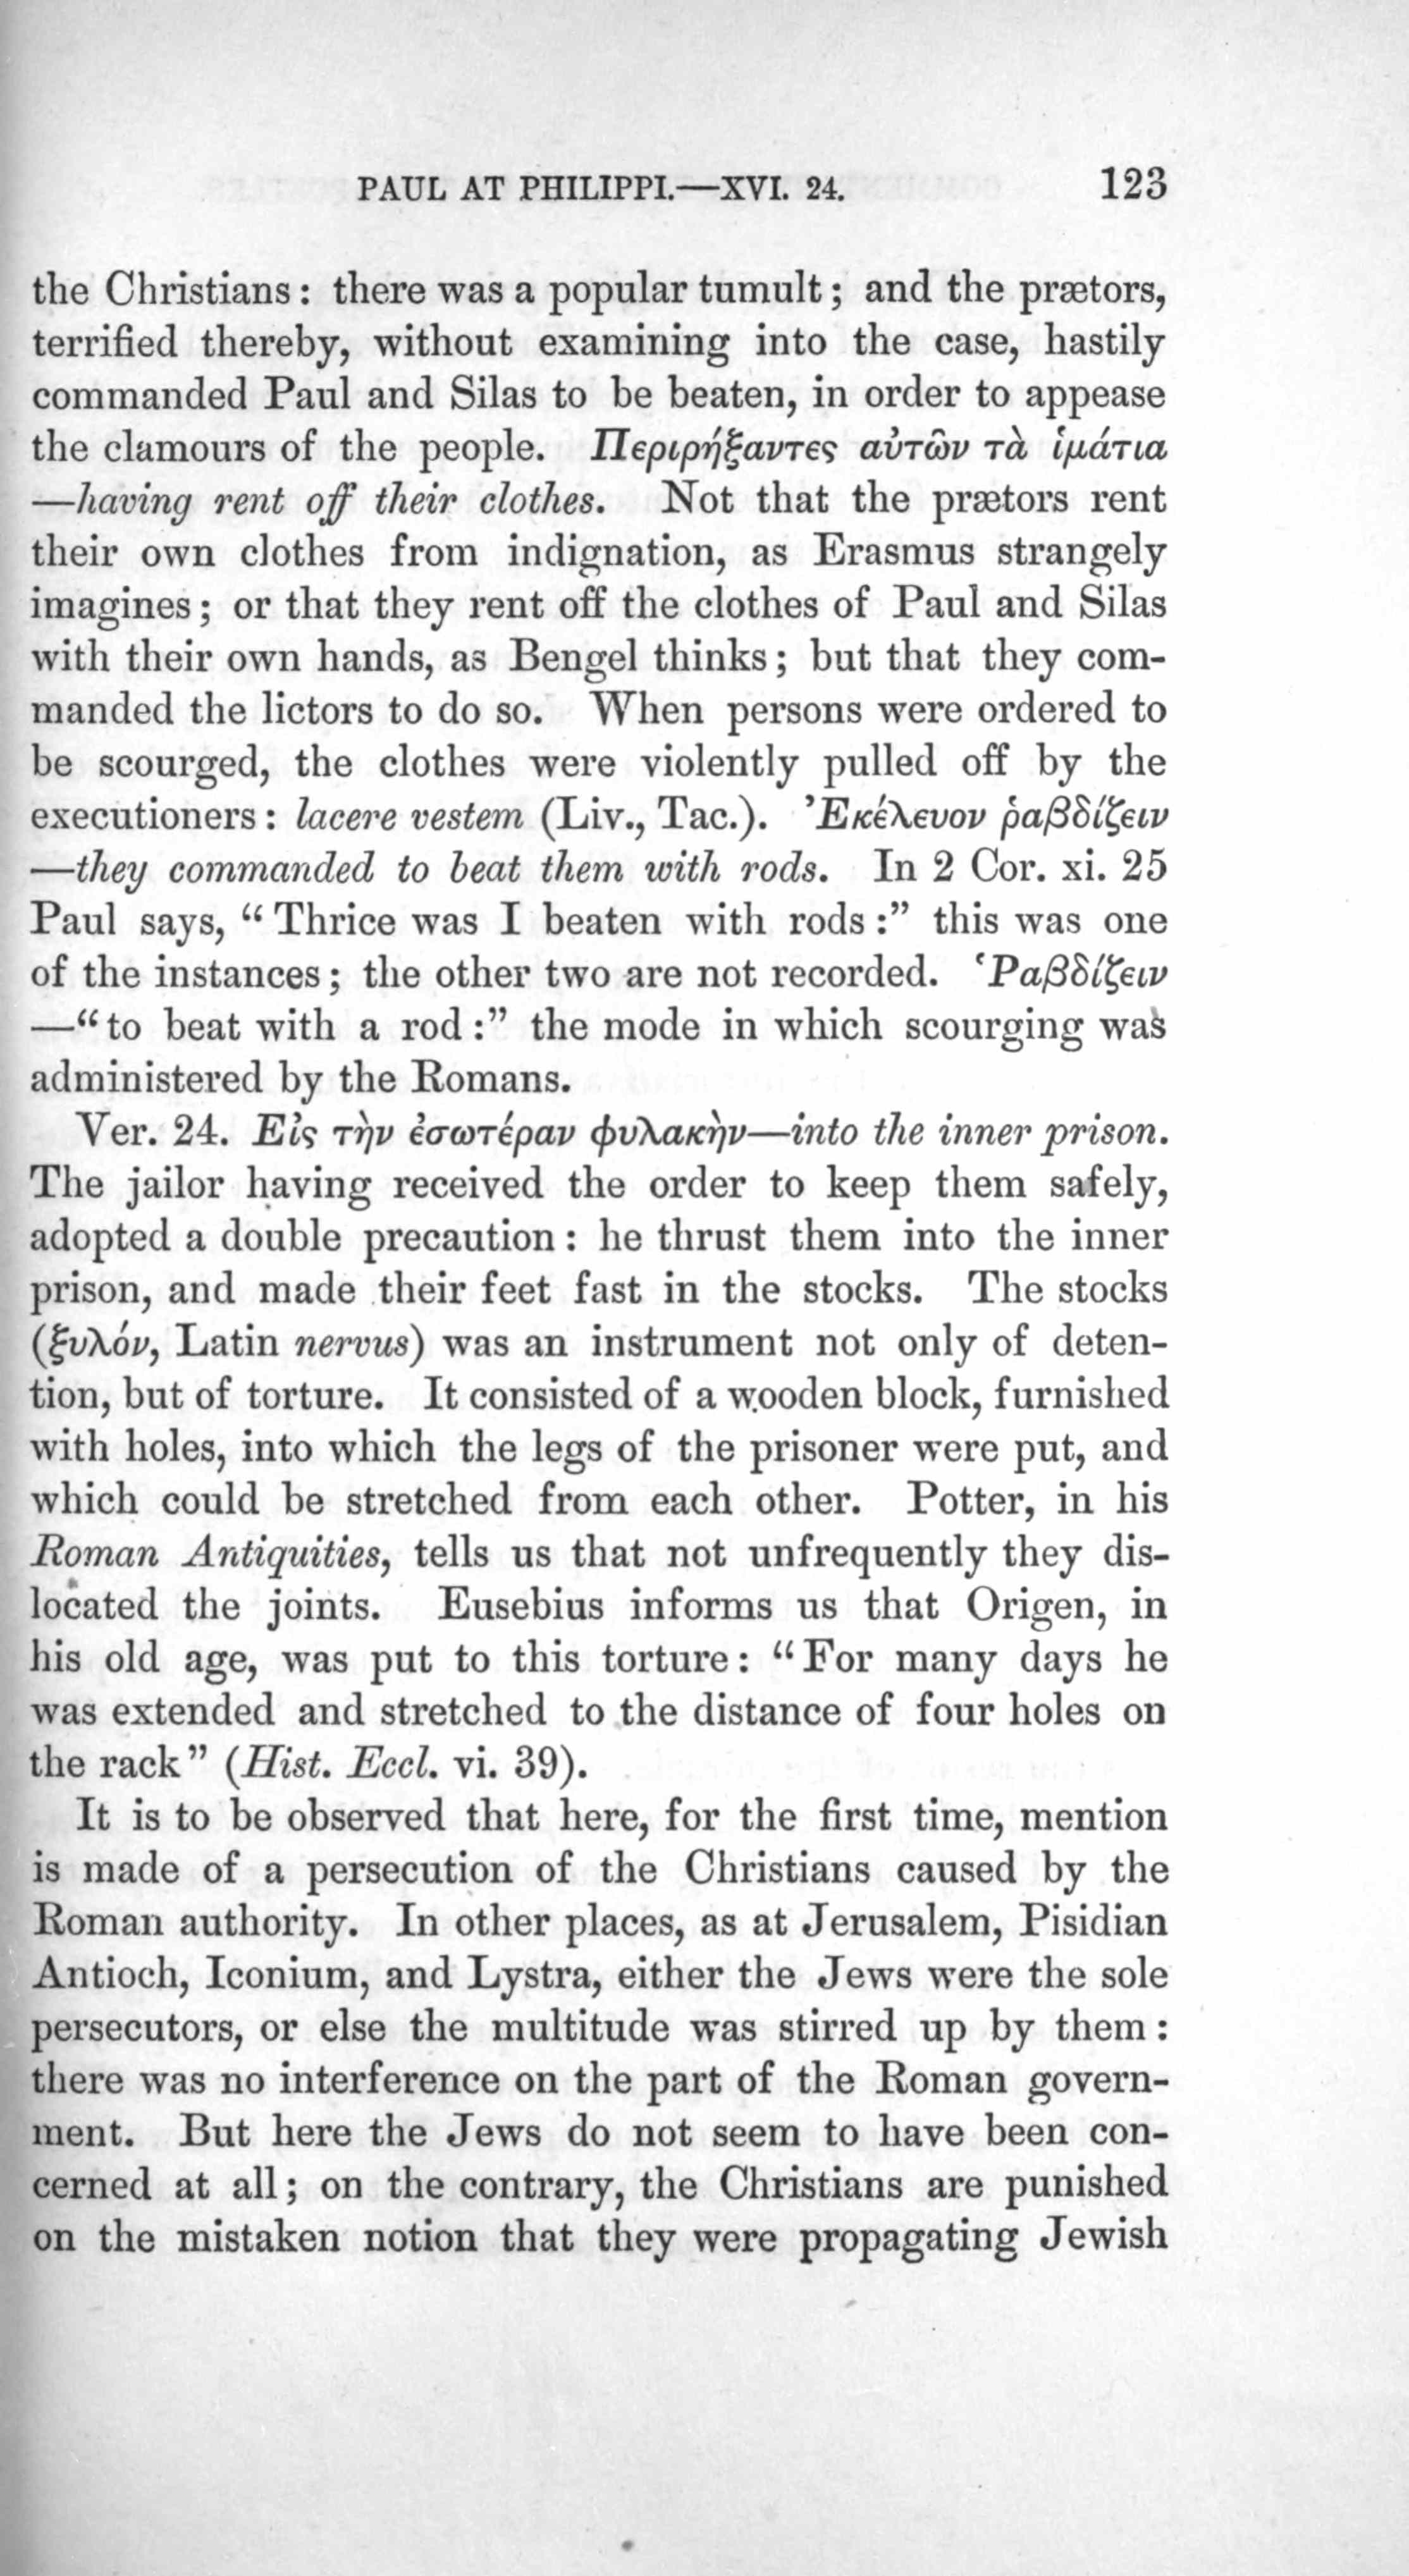 PAUL AT PHILIPPI.—XVI. 24. 123
the Christians: there was a popular tumult; and the prætors,
terrified thereby, without examining into the case, hastily
commanded Paul and Silas to be beaten, in order to appease
the clamours of the people. Περιρήξαντες αὐτῶν τὰ ἱμάτια
—having rent off their clothes. Not that the prætors rent
their own clothes from indignation, as Erasmus strangely
imagines; or that they rent off the clothes of Paul and Silas
with their own hands, as Bengel thinks; but that they com-
manded the lictors to do so. When persons were ordered to
be scourged, the clothes were violently pulled off by the
executioners: lacere vestem (Liv., Tac.). Ἐκέλευον ῥαβδίζειν
—they commanded to beat them with rods. In 2 Cor. xi. 25
Paul says, “Thrice was I beaten with rods:” this was one
of the instances; the other two are not recorded. Ῥαβδίζειν
—“to beat with a rod:” the mode in which scourging was
administered by the Romans.
Ver. 24. Εἰς τὴν ἐσωτέραν φυλακὴν—into the inner prison.
The jailor having received the order to keep them safely,
adopted a double precaution: he thrust them into the inner
prison, and made their feet fast in the stocks. The stocks
(ξυλόν, Latin nervus) was an instrument not only of deten-
tion, but of torture. It consisted of a wooden block, furnished
with holes, into which the legs of the prisoner were put, and
which could be stretched from each other. Potter, in his
Roman Antiquities, tells us that not unfrequently they dis-
located the joints. Eusebius informs us that Origen, in
his old age, was put to this torture: “For many days he
was extended and stretched to the distance of four holes on
the rack” (Hist. Eccl. vi. 39).
It is to be observed that here, for the first time, mention
is made of a persecution of the Christians caused by the
Roman authority. In other places, as at Jerusalem, Pisidian
Antioch, Iconium, and Lystra, either the Jews were the sole
persecutors, or else the multitude was stirred up by them:
there was no interference on the part of the Roman govern-
ment. But here the Jews do not seem to have been con-
cerned at all; on the contrary, the Christians are punished
on the mistaken notion that they were propagating Jewish